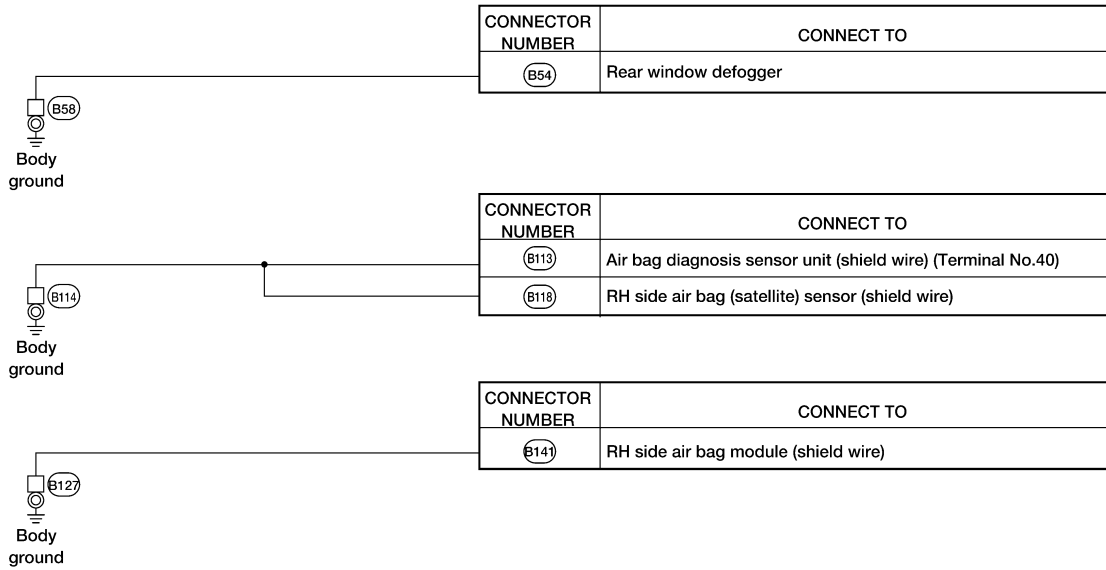 CONNECTOR
NUMBER
CONNECT TO
B54
Rear window defogger
B58
Body
ground
CONNECTOR
NUMBER
CONNECT TO
B113
Air bag diagnosis sensor unit (shield wire) (Terminal No.40)
B118
RH side air bag (satellite) sensor (shield wire)
B114
Body
ground
CONNECTOR
NUMBER
CONNECT TO
B141
RH side air bag module (shield wire)
B127
Body
ground